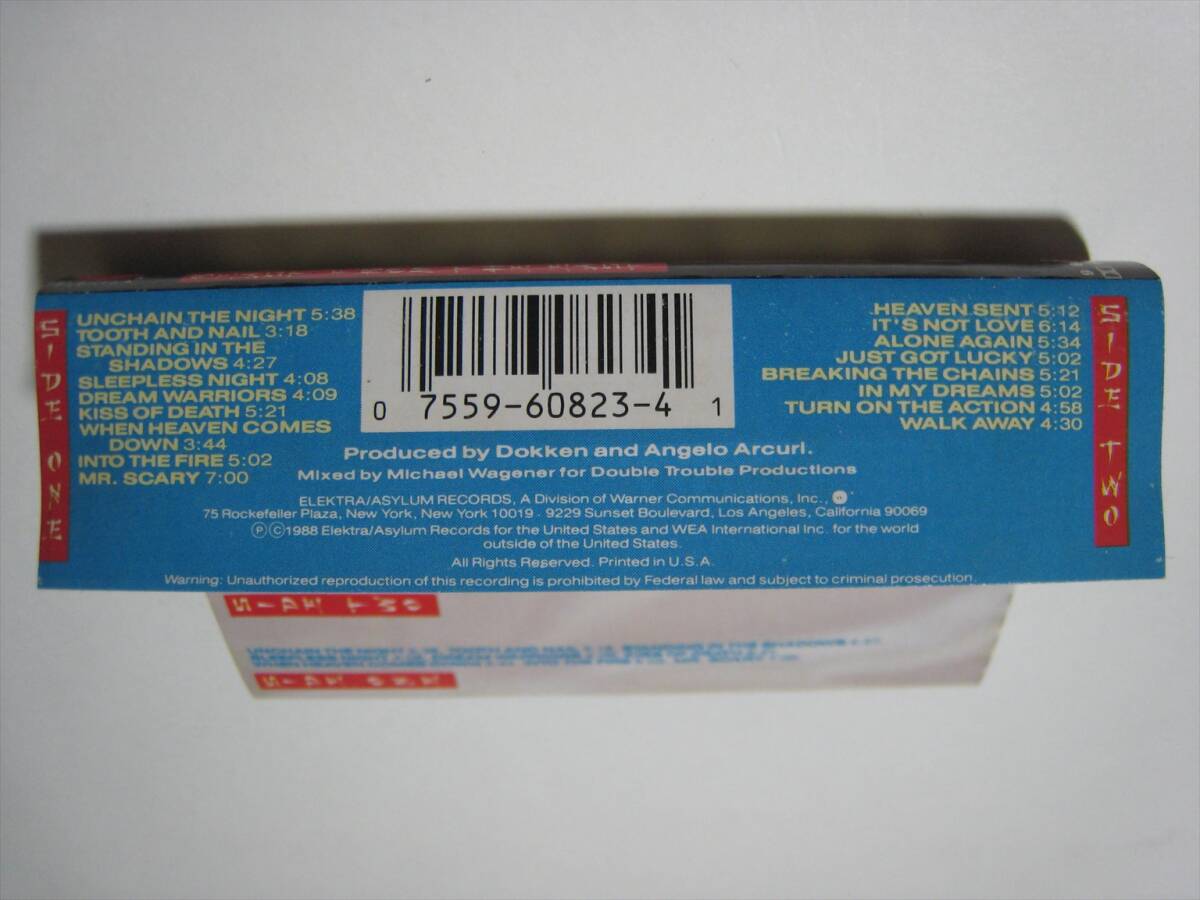 SIDE ONE
UNCHAIN THE NIGHT 5:38
TOOTH AND NAIL 3:18
STANDING IN THE
SHADOWS 4:27
SLEEPLESS NIGHT 4:08
DREAM WARRIORS 4:09
KISS OF DEATH 5:21
WHEN HEAVEN COMES
DOWN 3:44
INTO THE FIRE 5:02
MR. SCARY 7:00
0 7559-60823-4 1
HEAVEN SENT 5:12
IT'S NOT LOVE 6:14
ALONE AGAIN 5:34
JUST GOT LUCKY 5:02
BREAKING THE CHAINS 5:21
IN MY DREAMS 5:02
TURN ON THE ACTION 4:58
WALK AWAY 4:30
SIDE TWO
Produced by Dokken and Angelo Arcuri.
Mixed by Michael Wagener for Double Trouble Productions
ELEKTRA/ASYLUM RECORDS, A Division of Warner Communications, Inc.,
75 Rockefeller Plaza, New York, New York 10019 · 9229 Sunset Boulevard, Los Angeles, California 90069
℗©1988 Elektra/Asylum Records for the United States and WEA International Inc. for the world
outside of the United States.
All Rights Reserved. Printed in U.S.A.
Warning: Unauthorized reproduction of this recording is prohibited by Federal law and subject to criminal prosecution.
SIDE TWO
SIDE ONE